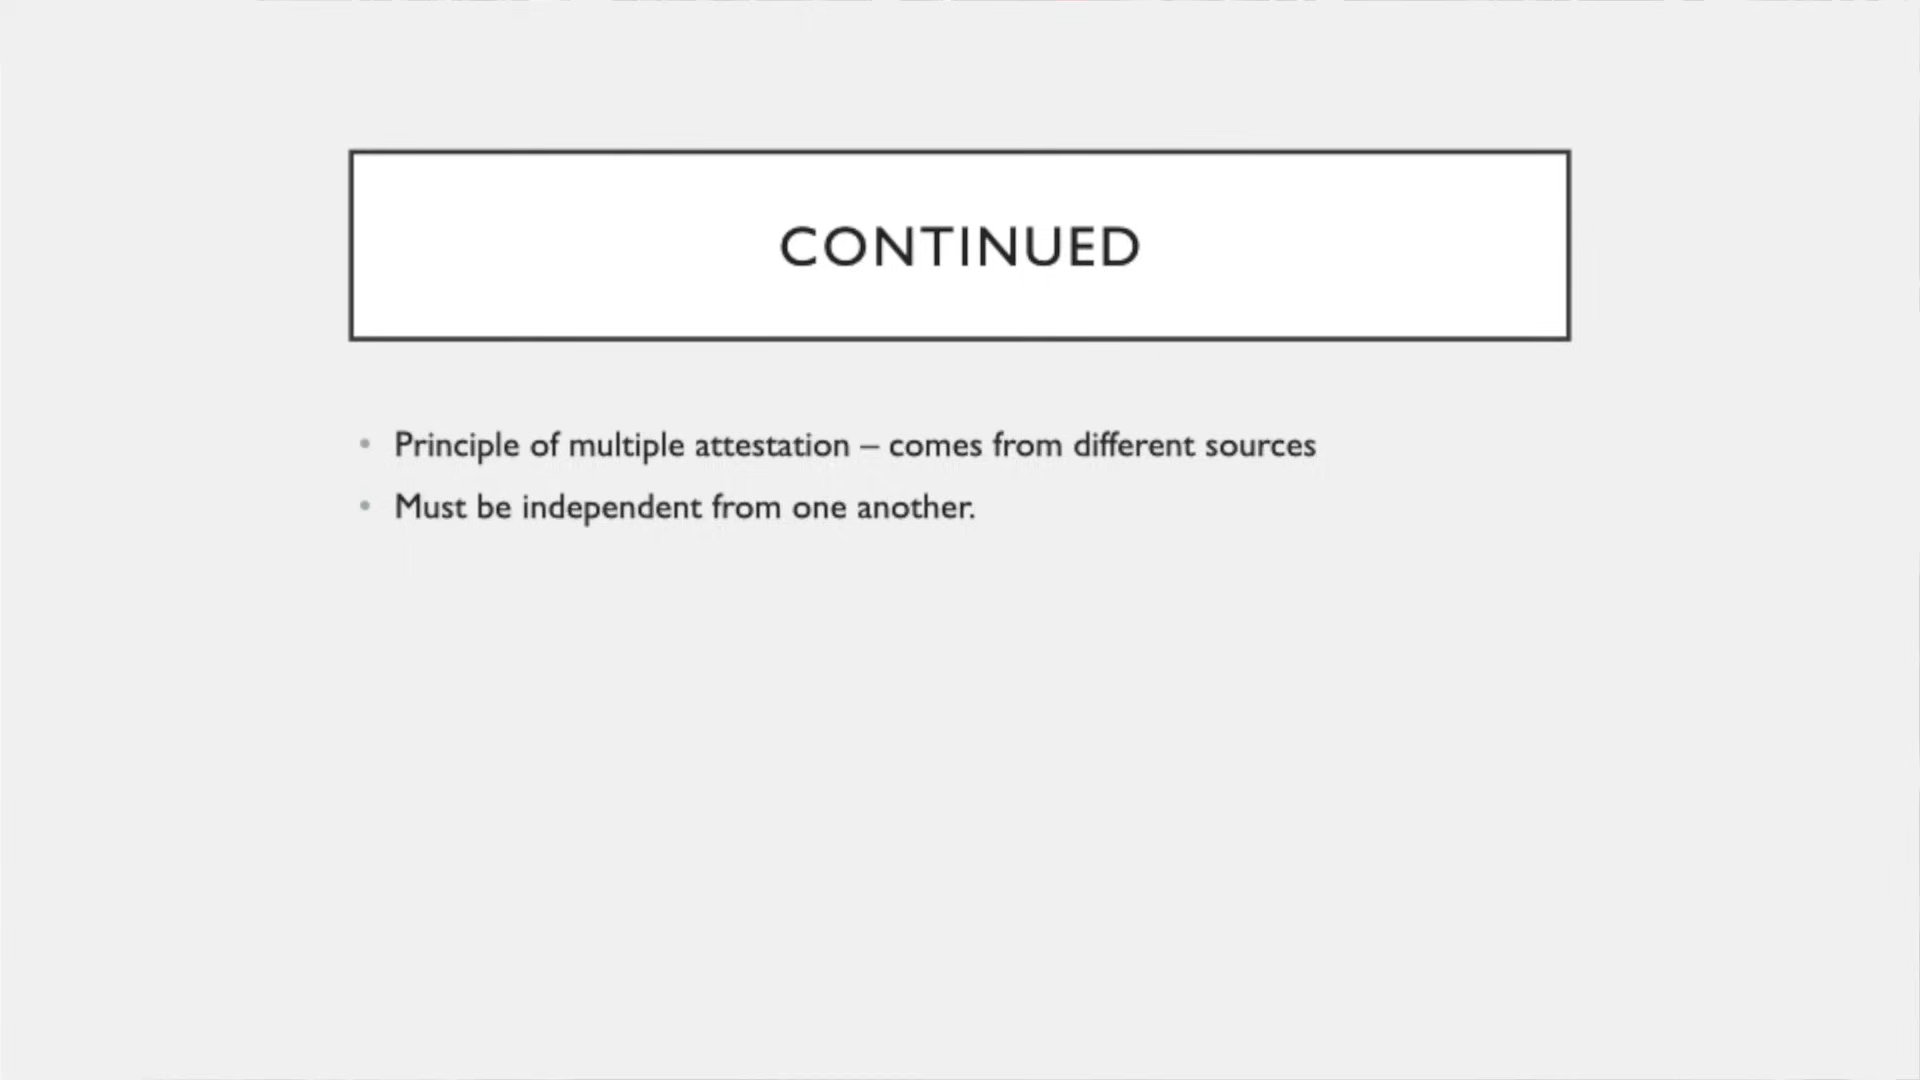 CONTINUED
• Principle of multiple attestation – comes from different sources
• Must be independent from one another.